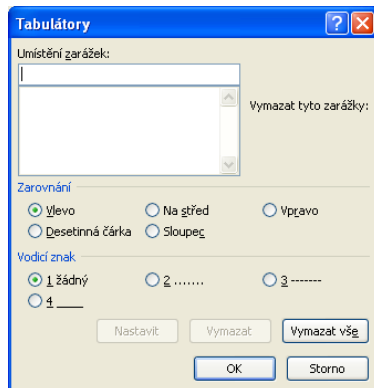 Tabulátory
Umístění zarážek:
Vymazat tyto zarážky:
Zarovnání
Vlevo Na střed Vpravo
Desetinná čárka Sloupec
Vodicí znak
1 žádný 2 ....... 3 -------
4 ____
Nastavit Vymazat Vymazat vše
OK Storno